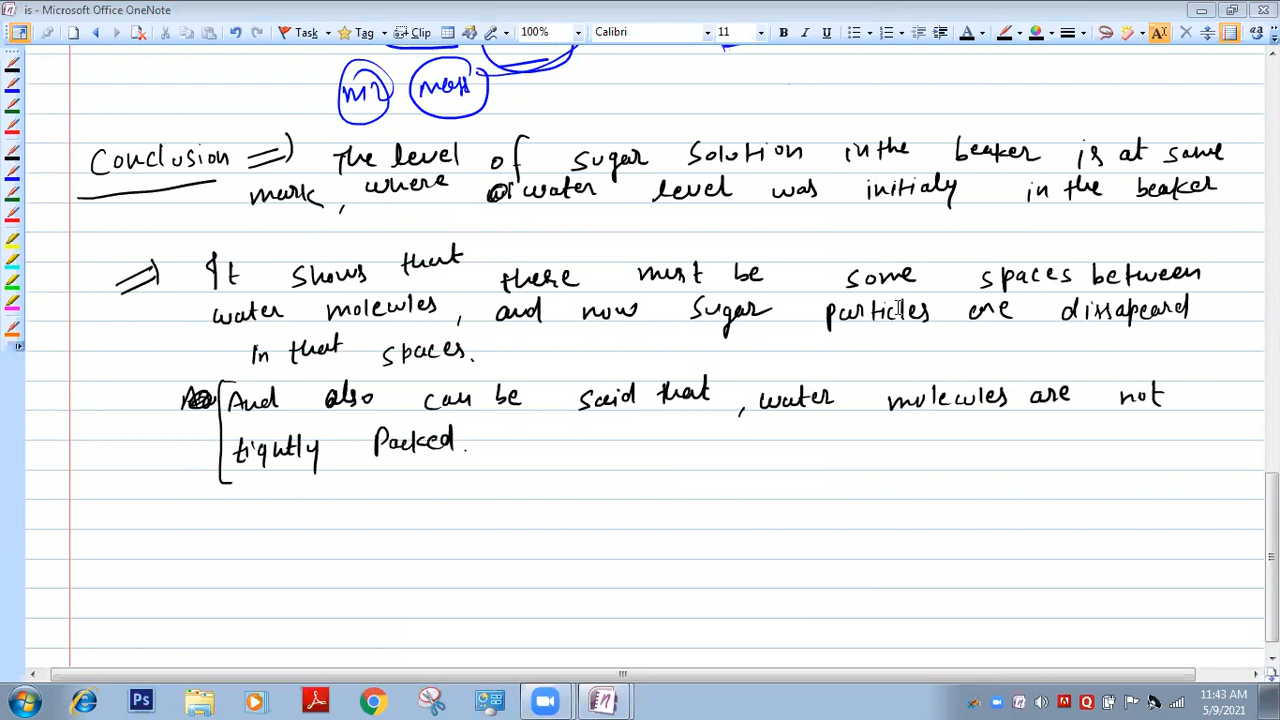 is - Microsoft Office OneNote
Task Tag Clip 100% Calibri 11 B I U
m2 mass
Conclusion => The level of sugar solution in the beaker is at same
mark, where water level was initialy in the beaker
=> It shows that there must be some spaces between
water molecules, and now sugar particles are dissapeard
in that spaces.
And also can be said that, water molecules are not
tightly Packed.
11:43 AM
5/9/2021